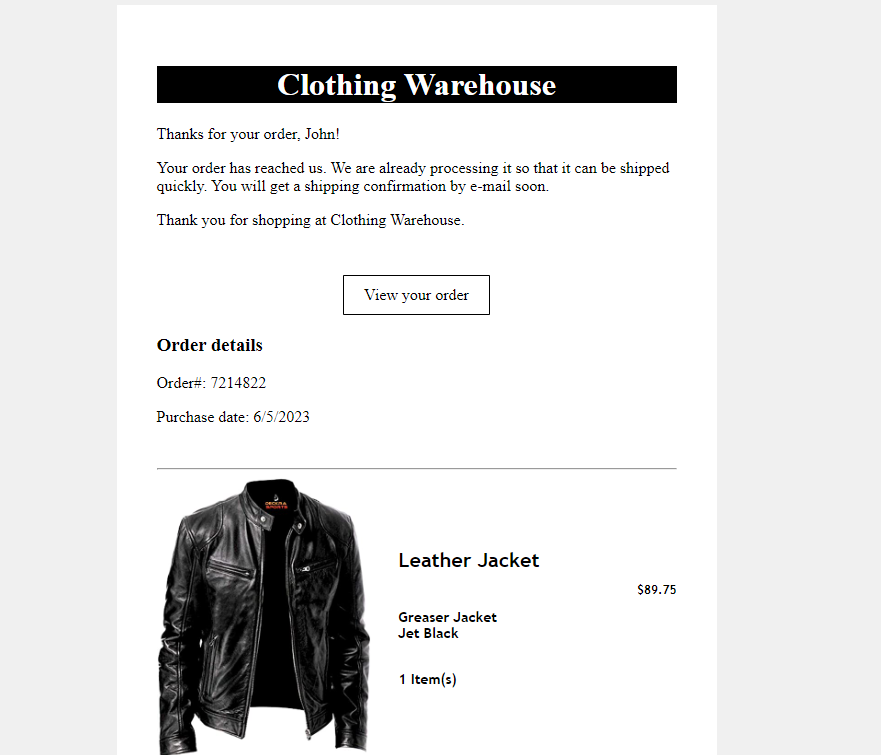 Clothing Warehouse
Thanks for your order, John!
Your order has reached us. We are already processing it so that it can be shipped
quickly. You will get a shipping confirmation by e-mail soon.
Thank you for shopping at Clothing Warehouse.
View your order
Order details
Order#: 7214822
Purchase date: 6/5/2023
Leather Jacket
$89.75
Greaser Jacket
Jet Black
1 Item(s)